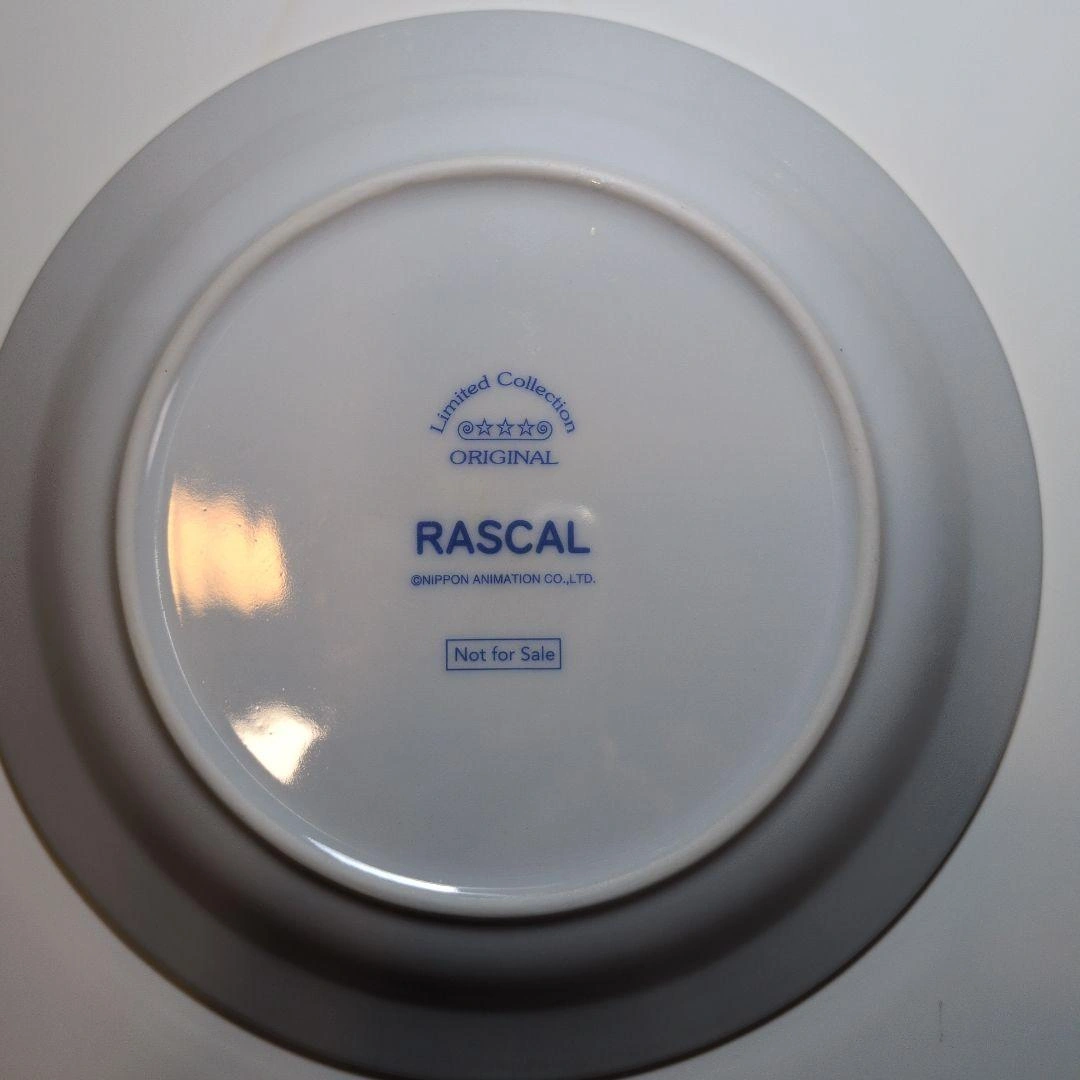 Limited Collection
ORIGINAL
RASCAL
©NIPPON ANIMATION CO.,LTD.
Not for Sale